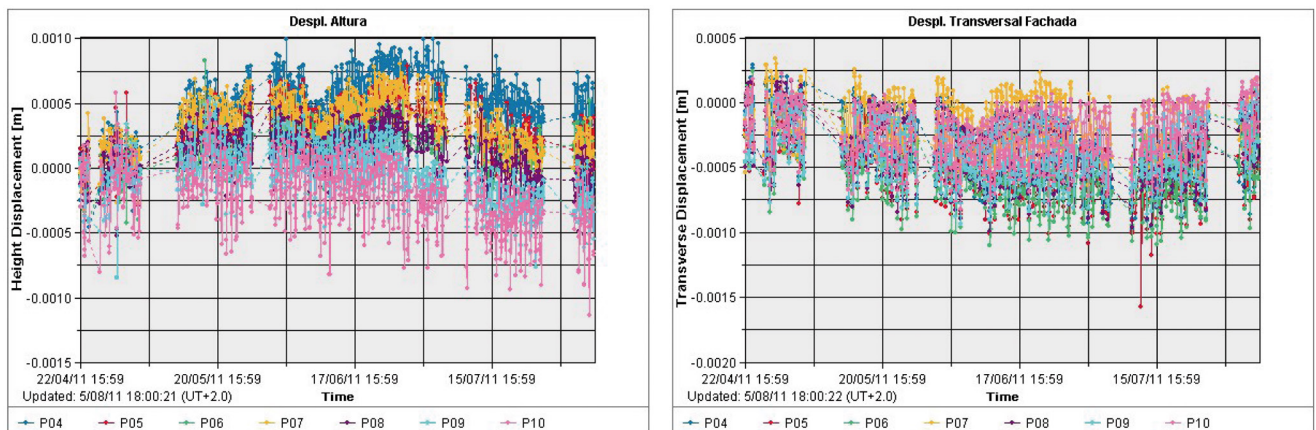 Despl. Altura
0.0010
0.0005
0.0000
-0.0005
-0.0010
-0.0015
Height Displacement [m]
22/04/11 15:59 20/05/11 15:59 17/06/11 15:59 15/07/11 15:59
Updated: 5/08/11 18:00:21 (UT+2.0) Time
P04 P05 P06 P07 P08 P09 P10
Despl. Transversal Fachada
0.0005
0.0000
-0.0005
-0.0010
-0.0015
-0.0020
Transverse Displacement [m]
22/04/11 15:59 20/05/11 15:59 17/06/11 15:59 15/07/11 15:59
Updated: 5/08/11 18:00:22 (UT+2.0) Time
P04 P05 P06 P07 P08 P09 P10